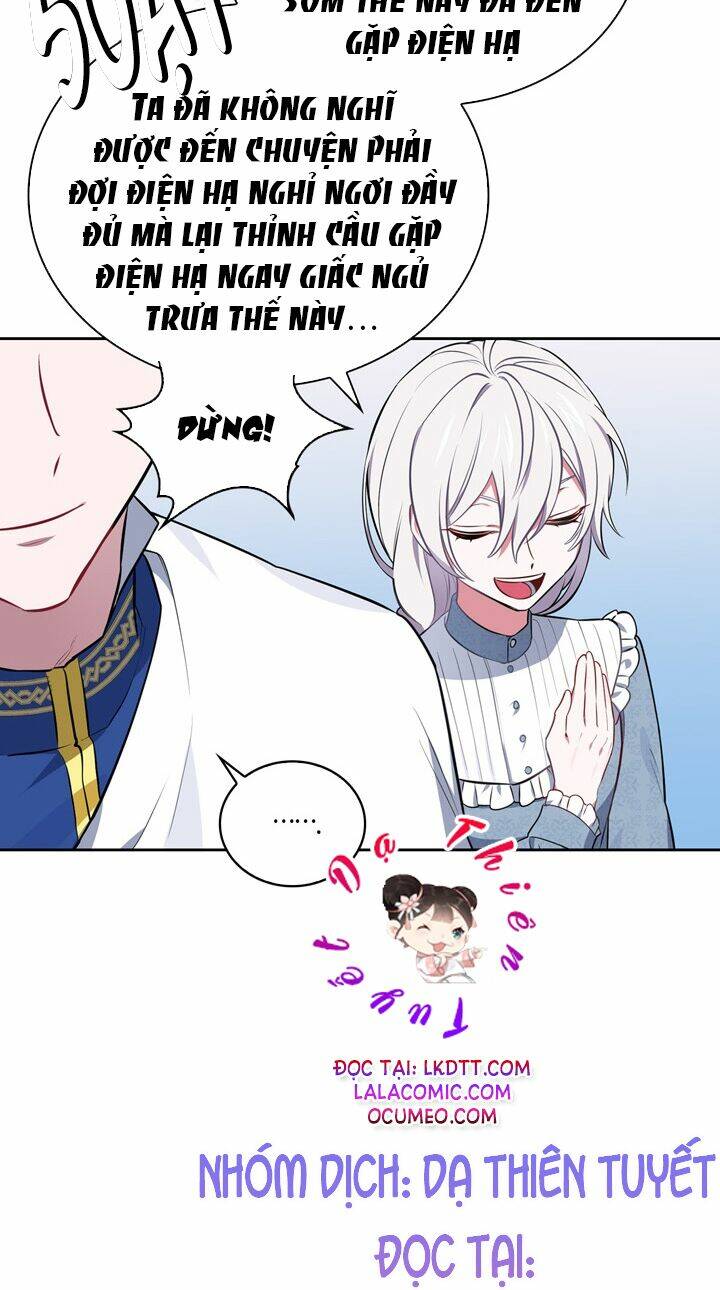 SOẠT
SỚM THẾ NÀY ĐÃ ĐẾN
GẶP ĐIỆN HẠ
TA ĐÃ KHÔNG NGHĨ
ĐƯỢC ĐẾN CHUYỆN PHẢI
ĐỢI ĐIỆN HẠ NGHỈ NGƠI ĐẦY
ĐỦ MÀ LẠI THỈNH CẦU GẶP
ĐIỆN HẠ NGAY GIẤC NGỦ
TRƯA THẾ NÀY...
DỪNG!
.......
Dạ Thiên Tuyết
ĐỌC TẠI: LKDTT.COM
LALACOMIC.COM
OCUMEO.COM
NHÓM DỊCH: DẠ THIÊN TUYẾT
ĐỌC TẠI: